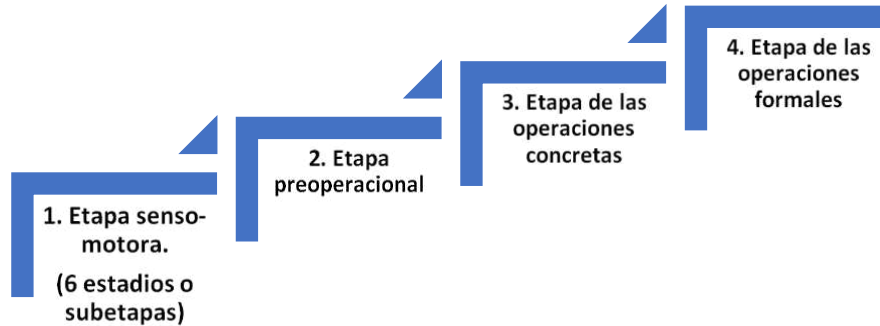 1. Etapa senso-
motora.
(6 estadios o
subetapas)
2. Etapa
preoperacional
3. Etapa de las
operaciones
concretas
4. Etapa de las
operaciones
formales